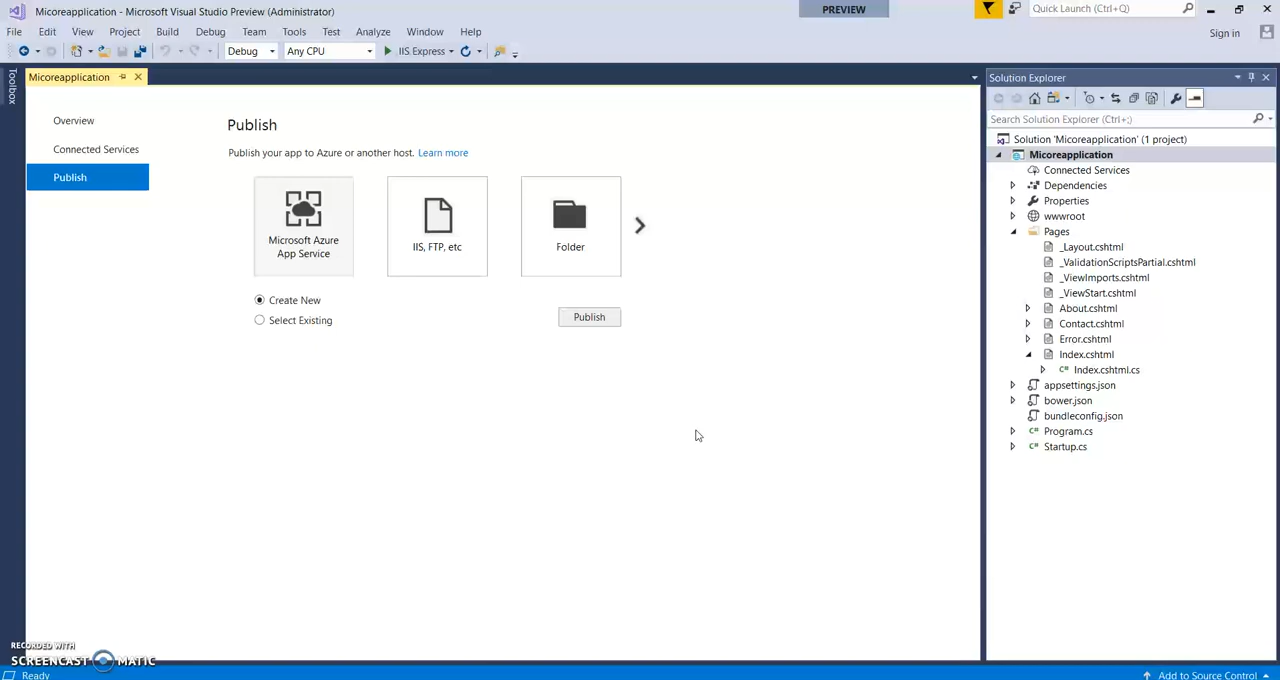 Micoreapplication - Microsoft Visual Studio Preview (Administrator)
PREVIEW
Quick Launch (Ctrl+Q)
File Edit View Project Build Debug Team Tools Test Analyze Window Help
Sign in
Debug Any CPU IIS Express
Toolbox
Micoreapplication
Overview
Connected Services
Publish
Publish
Publish your app to Azure or another host. Learn more
Microsoft Azure
App Service
IIS, FTP, etc
Folder
Create New
Select Existing
Publish
Solution Explorer
Search Solution Explorer (Ctrl+;)
Solution 'Micoreapplication' (1 project)
Micoreapplication
Connected Services
Dependencies
Properties
wwwroot
Pages
_Layout.cshtml
_ValidationScriptsPartial.cshtml
_ViewImports.cshtml
_ViewStart.cshtml
About.cshtml
Contact.cshtml
Error.cshtml
Index.cshtml
C# Index.cshtml.cs
appsettings.json
bower.json
bundleconfig.json
C# Program.cs
C# Startup.cs
RECORDED WITH
SCREENCAST MATIC
Ready
Add to Source Control